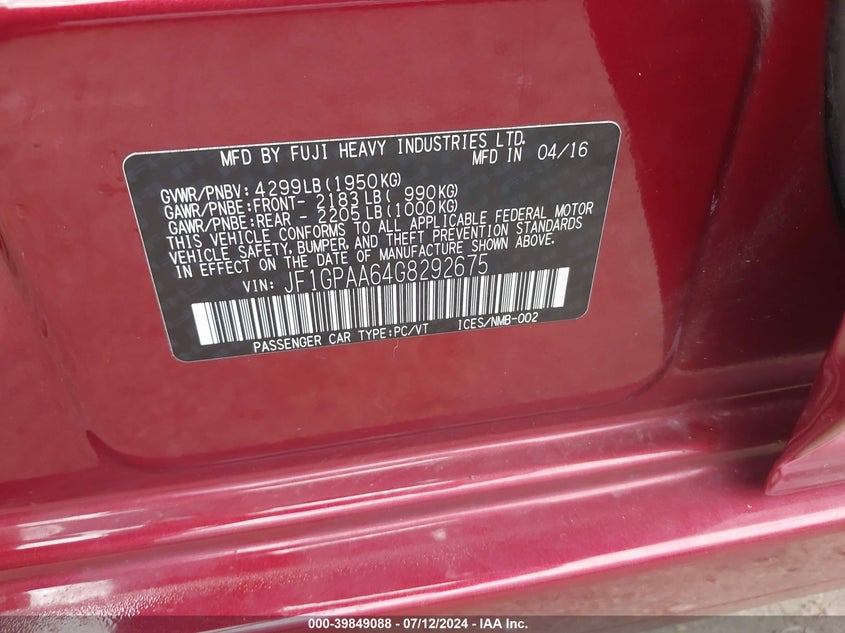 MFD BY FUJI HEAVY INDUSTRIES LTD.
MFD IN 04/16
GVWR/PNBV: 4299LB(1950KG)
GAWR/PNBE:FRONT- 2183LB( 990KG)
GAWR/PNBE:REAR - 2205LB(1000KG)
THIS VEHICLE CONFORMS TO ALL APPLICABLE FEDERAL MOTOR
VEHICLE SAFETY, BUMPER, AND THEFT PREVENTION STANDARDS
IN EFFECT ON THE DATE OF MANUFACTURE SHOWN ABOVE.
VIN: JF1GPAA64G8292675
PASSENGER CAR TYPE:PC/VT ICES/NMB-002
000-39849088 - 07/12/2024 - IAA Inc.